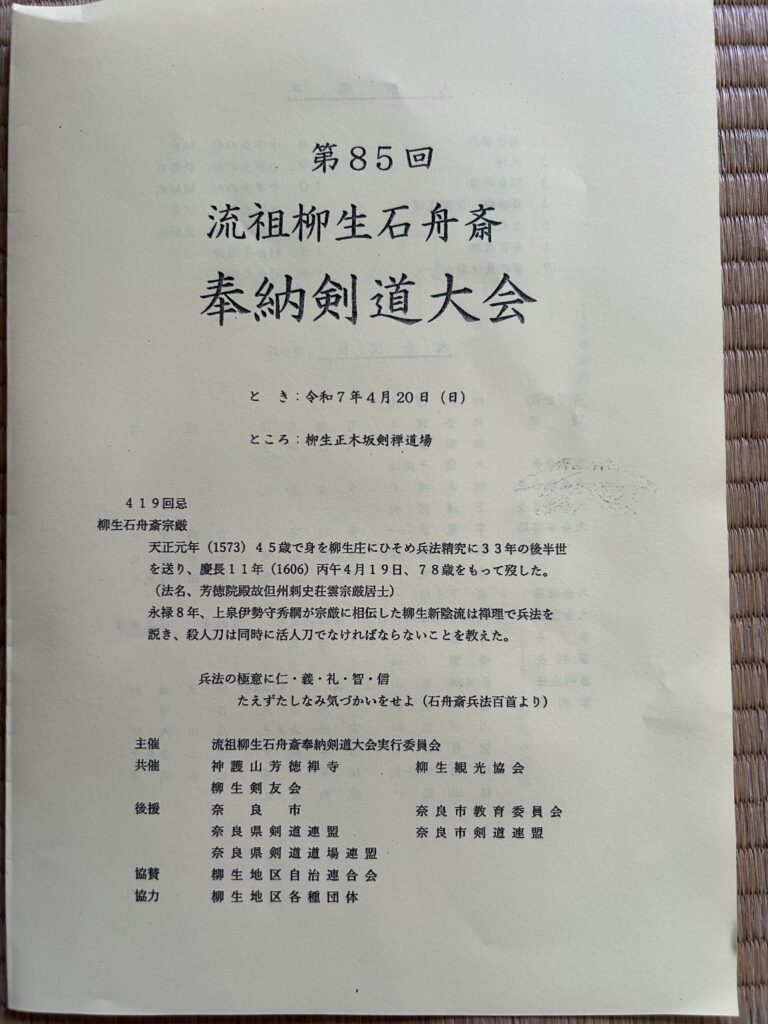 第85回
流祖柳生石舟斎
奉納剣道大会
と き:令和7年4月20日(日)
ところ:柳生正木坂剣禅道場
419回忌
柳生石舟斎宗厳
天正元年(1573)45歳で身を柳生庄にひそめ兵法精究に33年の後半世
を送り、慶長11年(1606)丙午4月19日、78歳をもって歿した。
(法名、芳徳院殿故但州刺史荘雲宗厳居士)
永禄8年、上泉伊勢守秀綱が宗厳に相伝した柳生新陰流は禅理で兵法を
説き、殺人刀は同時に活人刀でなければならないことを教えた。
兵法の極意に仁・義・礼・智・信
たえずたしなみ気づかいをせよ(石舟斎兵法百首より)
主催 流祖柳生石舟斎奉納剣道大会実行委員会
共催 神護山芳徳禅寺 柳生観光協会
柳生剣友会
後援 奈良市 奈良市教育委員会
奈良県剣道連盟 奈良市剣道連盟
奈良県剣道道場連盟
協賛 柳生地区自治連合会
協力 柳生地区各種団体